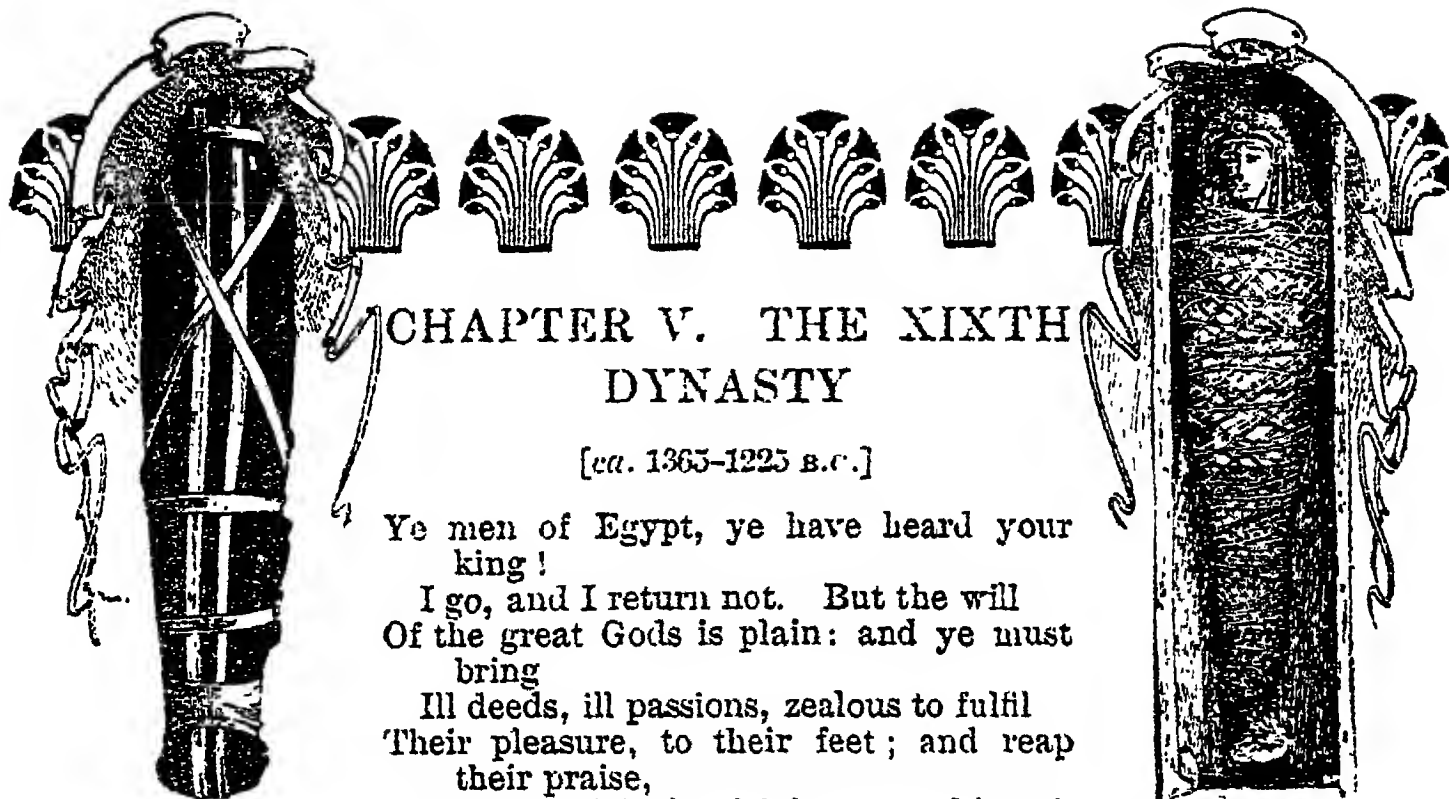 CHAPTER V. THE XIXTH
DYNASTY
[ca. 1365-1225 B.C.]
Ye men of Egypt, ye have heard your
king!
I go, and I return not. But the will
Of the great Gods is plain: and ye must
bring
Ill deeds, ill passions, zealous to fulfil
Their pleasure, to their feet; and reap
their praise,